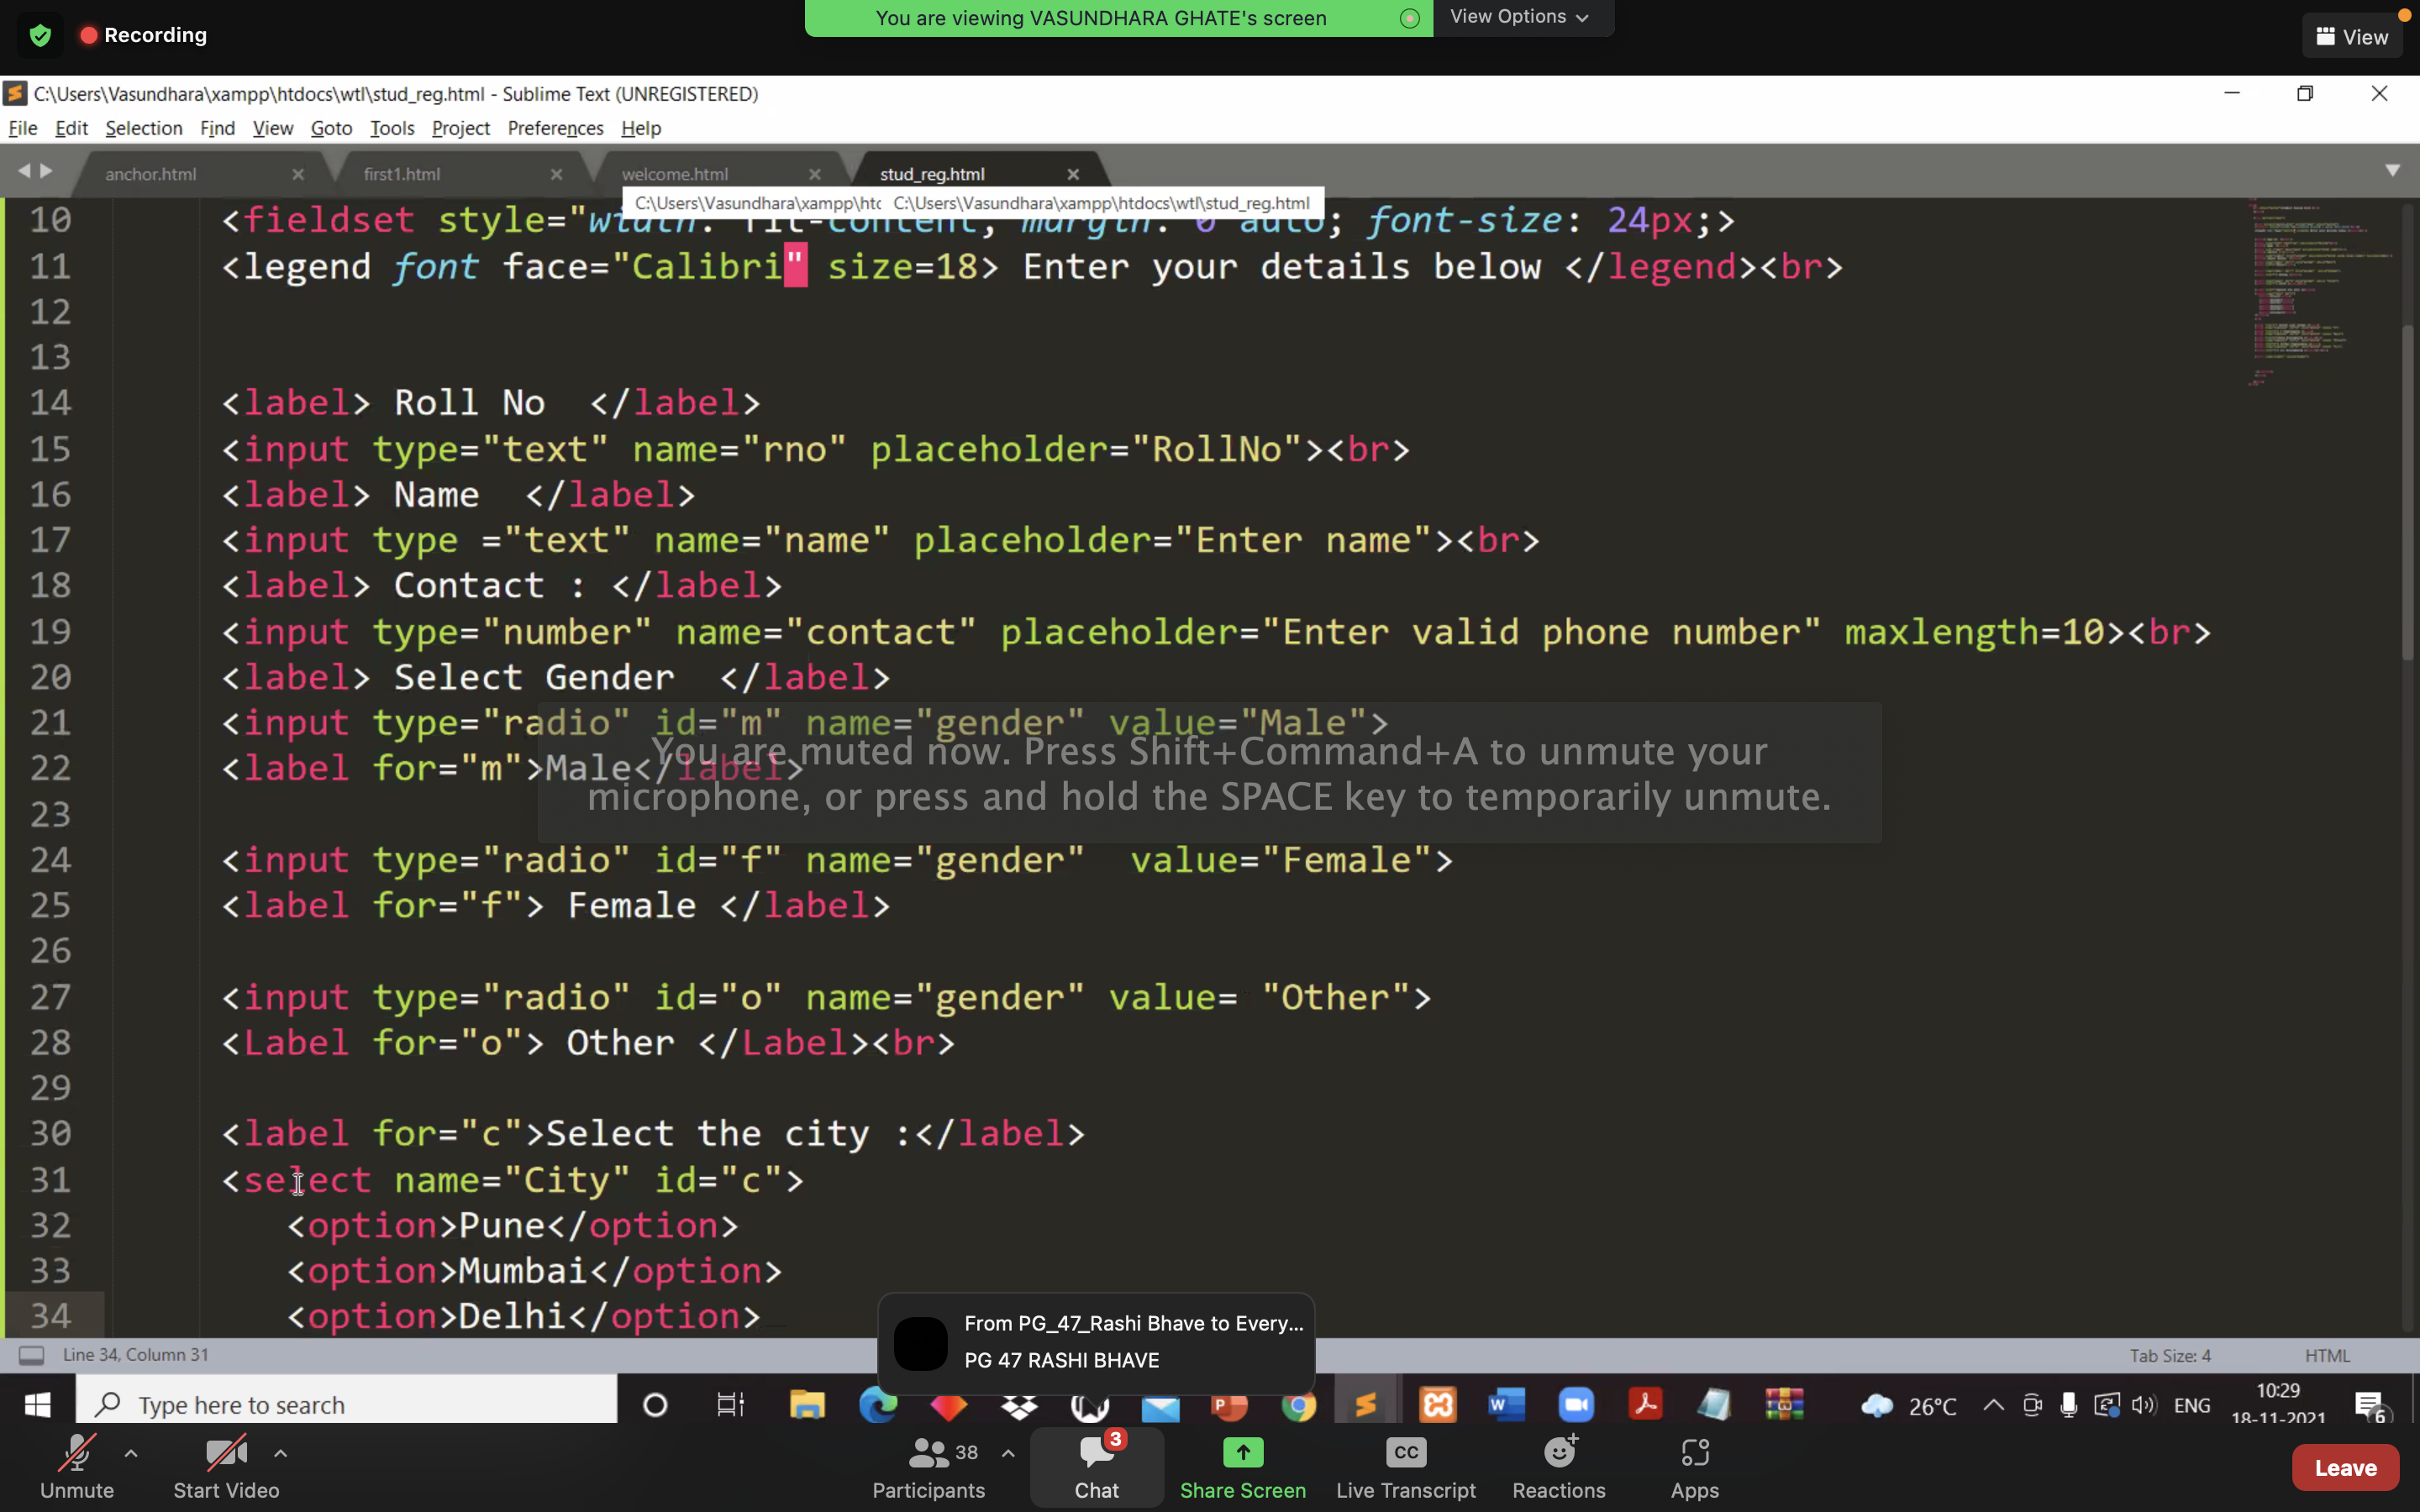 You are viewing VASUNDHARA GHATE's screen View Options
Recording
View
C:\Users\Vasundhara\xampp\htdocs\wtl\stud_reg.html - Sublime Text (UNREGISTERED)
File Edit Selection Find View Goto Tools Project Preferences Help
anchor.html first1.html welcome.html stud_reg.html
C:\Users\Vasundhara\xampp\htc C:\Users\Vasundhara\xampp\htdocs\wtl\stud_reg.html
10 <fieldset style="width: fit-content; margin: 0 auto; font-size: 24px;>
11 <legend font face="Calibri" size=18> Enter your details below </legend><br>
12
13
14 <label> Roll No </label>
15 <input type="text" name="rno" placeholder="RollNo"><br>
16 <label> Name </label>
17 <input type ="text" name="name" placeholder="Enter name"><br>
18 <label> Contact : </label>
19 <input type="number" name="contact" placeholder="Enter valid phone number" maxlength=10><br>
20 <label> Select Gender </label>
21 <input type="radio" id="m" name="gender" value="Male">
22 <label for="m">Male</label>
You are muted now. Press Shift+Command+A to unmute your
microphone, or press and hold the SPACE key to temporarily unmute.
23
24 <input type="radio" id="f" name="gender" value="Female">
25 <label for="f"> Female </label>
26
27 <input type="radio" id="o" name="gender" value= "Other">
28 <Label for="o"> Other </Label><br>
29
30 <label for="c">Select the city :</label>
31 <select name="City" id="c">
32 <option>Pune</option>
33 <option>Mumbai</option>
34 <option>Delhi</option>
From PG_47_Rashi Bhave to Every...
PG 47 RASHI BHAVE
Line 34, Column 31 Tab Size: 4 HTML
Type here to search 26°C ENG 10:29
18-11-2021
6
Unmute Start Video Participants 38 Chat 3 Share Screen CC Live Transcript Reactions Apps Leave